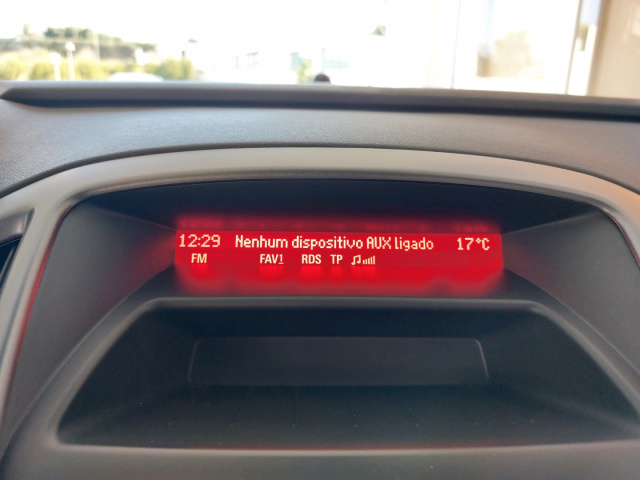 12:29 Nenhum dispositivo AUX ligado 17°C
FM FAV1 RDS TP